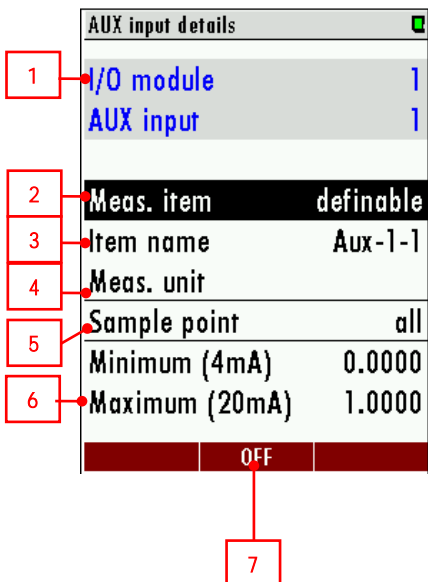 AUX input details
1 I/O module 1
AUX input 1
2 Meas. item definable
3 Item name Aux-1-1
4 Meas. unit
5 Sample point all
Minimum (4mA) 0.0000
6 Maximum (20mA) 1.0000
OFF
7